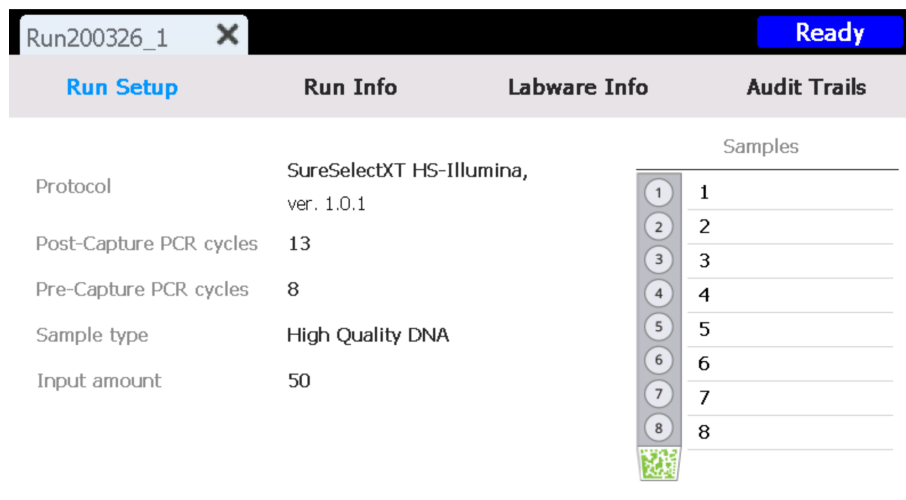 Run200326_1
Ready
Run Setup Run Info Labware Info Audit Trails
Samples
Protocol SureSelectXT HS-Illumina,
ver. 1.0.1
Post-Capture PCR cycles 13
Pre-Capture PCR cycles 8
Sample type High Quality DNA
Input amount 50
1 1
2 2
3 3
4 4
5 5
6 6
7 7
8 8